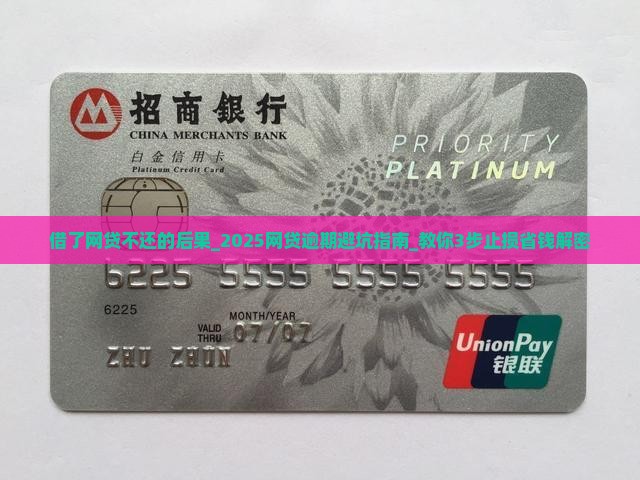 招商銀行
CHINA MERCHANTS BANK
白金信用卡
Platinum Credit Card
PRIORITY
PLATINUM
借了网贷不还的后果_2025网贷逾期避坑指南_教你3步止损省钱解密
6225 5555 5555 5555
6225
MONTH/YEAR
VALID THRU 07/07
ZHO ZHON
UnionPay
银联